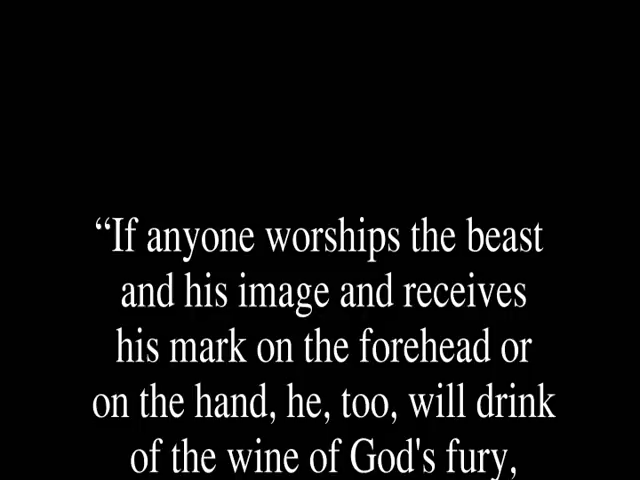 “If anyone worships the beast
and his image and receives
his mark on the forehead or
on the hand, he, too, will drink
of the wine of God's fury,